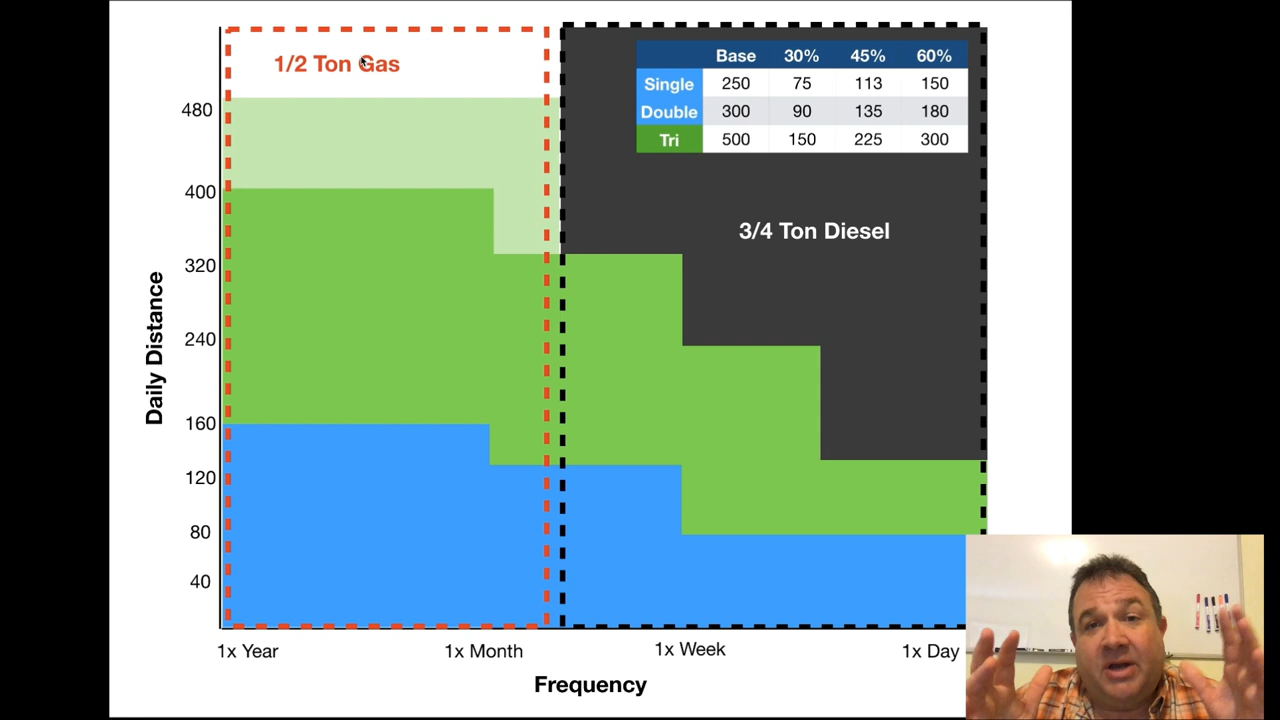 1/2 Ton Gas
Base 30% 45% 60%
Single 250 75 113 150
Double 300 90 135 180
Tri 500 150 225 300
3/4 Ton Diesel
Daily Distance
480
400
320
240
160
120
80
40
1x Year 1x Month 1x Week 1x Day
Frequency